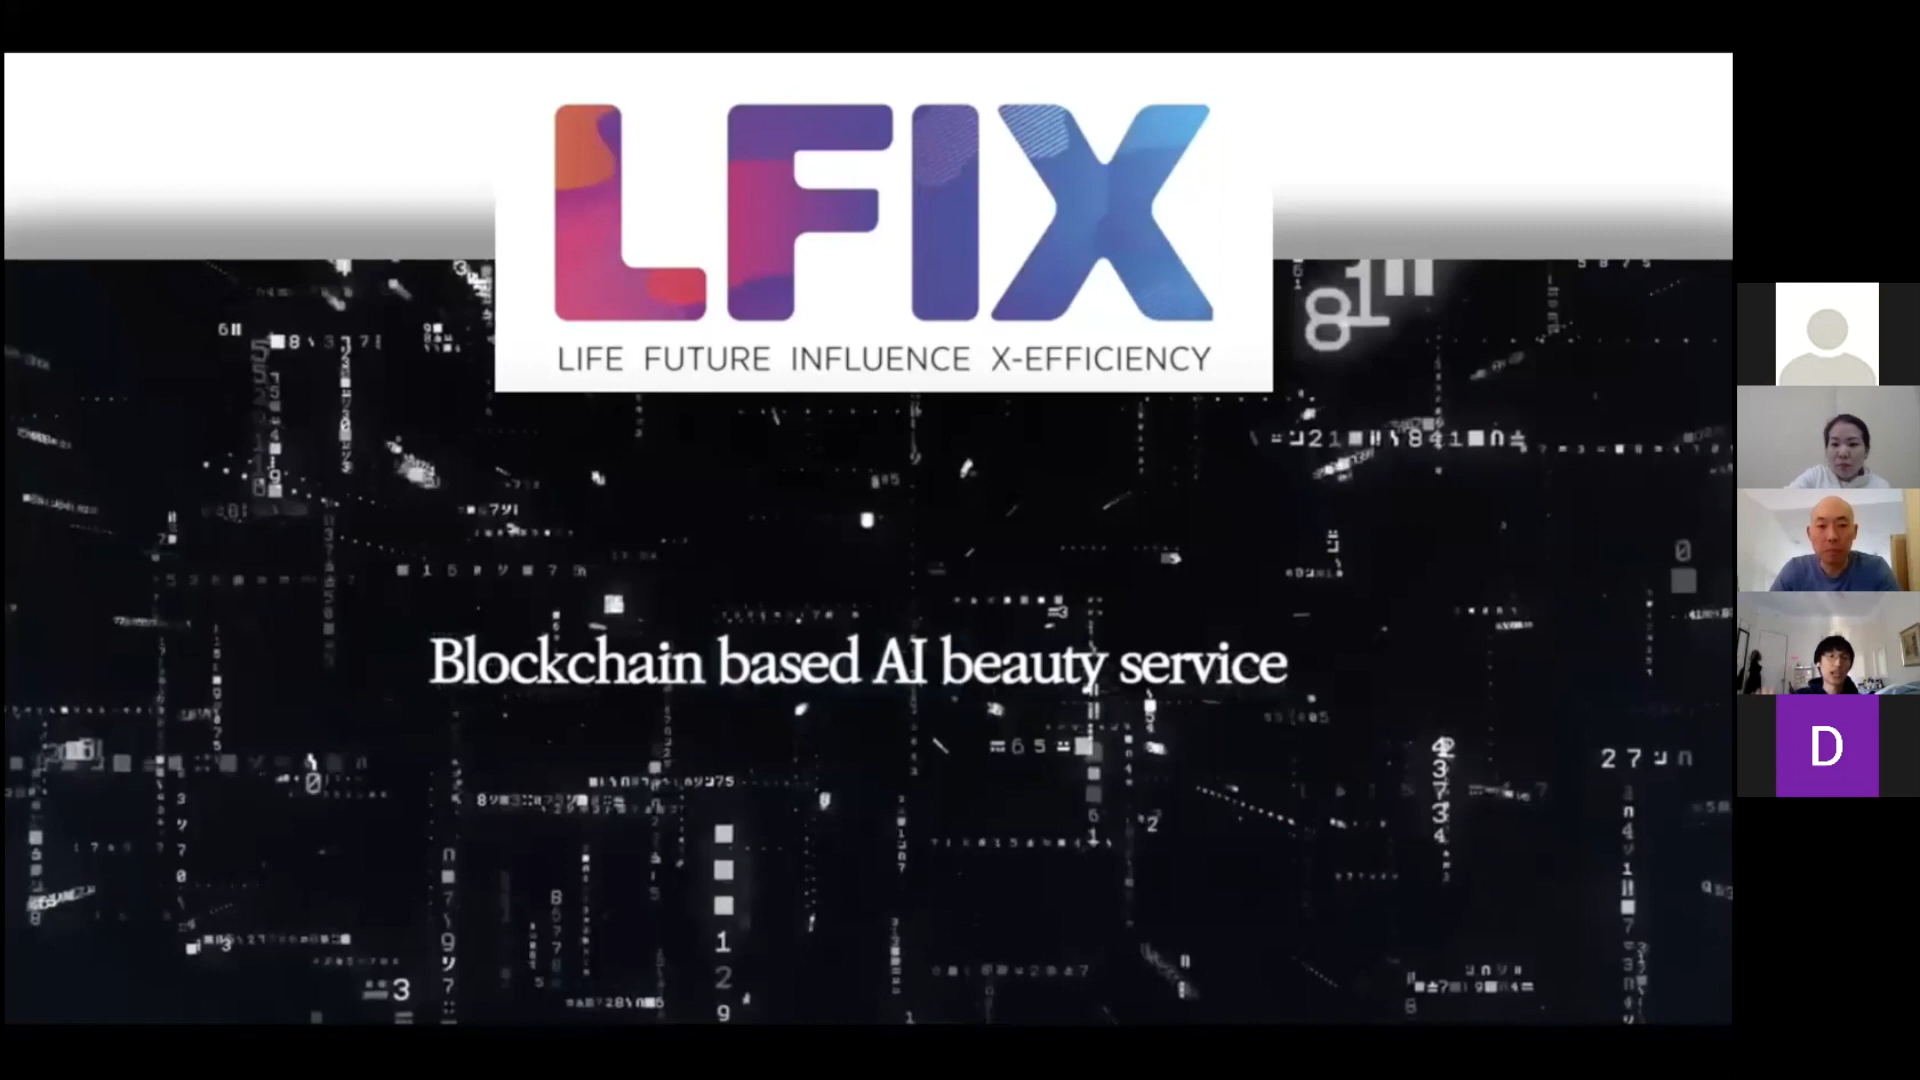 LFIX
LIFE FUTURE INFLUENCE X-EFFICIENCY
Blockchain based AI beauty service
D